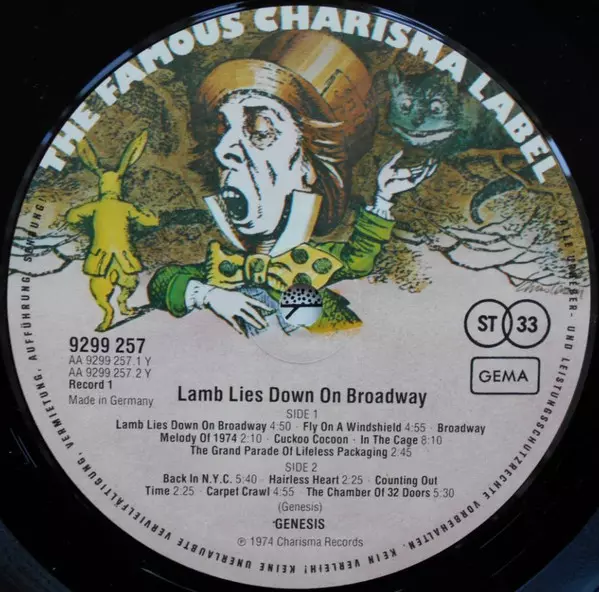 THE FAMOUS CHARISMA LABEL
9299 257
AA 9299 257.1 Y
AA 9299 257.2 Y
Record 1
Made in Germany
ST 33
GEMA
Lamb Lies Down On Broadway
SIDE 1
Lamb Lies Down On Broadway 4:50 · Fly On A Windshield 4:55 · Broadway
Melody Of 1974 2:10 · Cuckoo Cocoon · In The Cage 8:10
The Grand Parade Of Lifeless Packaging 2:45
SIDE 2
Back In N.Y.C. 5:40 · Hairless Heart 2:25 · Counting Out
Time 2:25 · Carpet Crawl 4:55 · The Chamber Of 32 Doors 5:30
(Genesis)
GENESIS
℗ 1974 Charisma Records
ALLE URHEBER- UND LEISTUNGSSCHUTZRECHTE VORBEHALTEN. KEIN VERLEIH! KEINE UNERLAUBTE VERVIELFÄLTIGUNG, VERMIETUNG, AUFFÜHRUNG, SENDUNG!